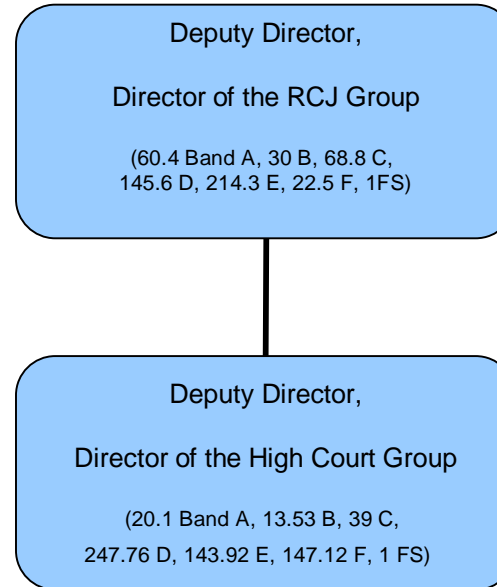 Deputy Director,
Director of the RCJ Group
(60.4 Band A, 30 B, 68.8 C,
145.6 D, 214.3 E, 22.5 F, 1FS)
Deputy Director,
Director of the High Court Group
(20.1 Band A, 13.53 B, 39 C,
247.76 D, 143.92 E, 147.12 F, 1 FS)